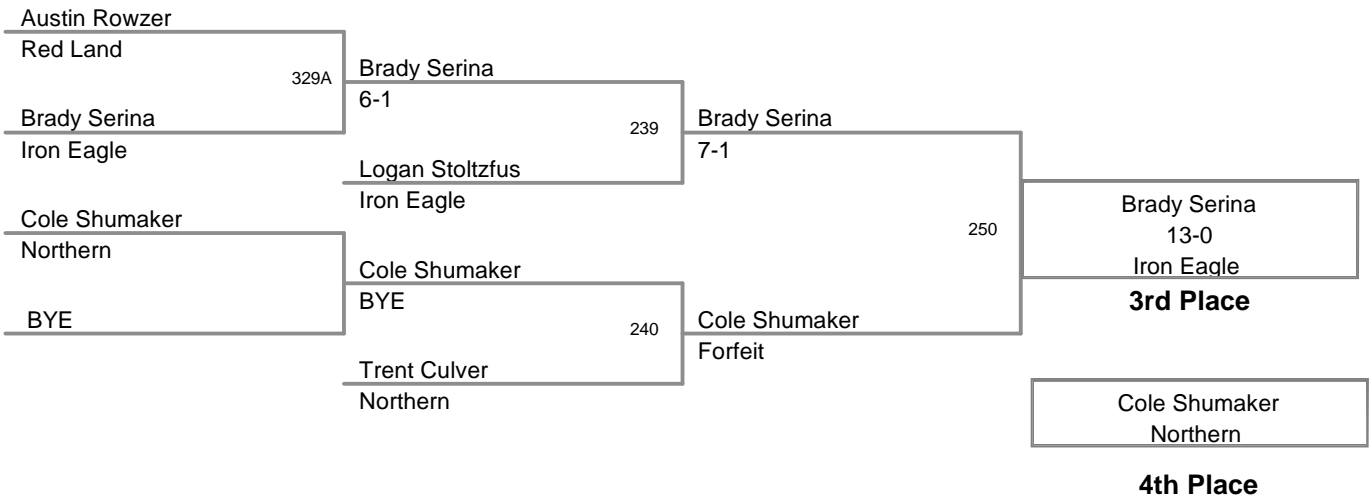 Austin Rowzer
Red Land
329A
Brady Serina
6-1
Brady Serina
Iron Eagle
239
Brady Serina
7-1
Logan Stoltzfus
Iron Eagle
Cole Shumaker
Northern
250
Brady Serina
13-0
Iron Eagle
3rd Place
Cole Shumaker
BYE
BYE
240
Cole Shumaker
Forfeit
Trent Culver
Northern
Cole Shumaker
Northern
4th Place